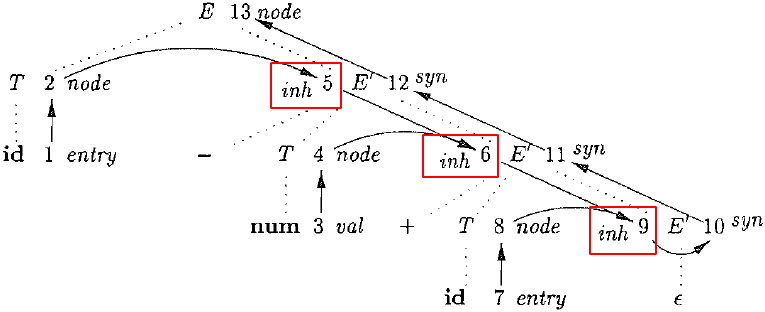 E 13 node
T 2 node inh 5 E′ 12 syn
id 1 entry − T 4 node inh 6 E′ 11 syn
num 3 val + T 8 node inh 9 E′ 10 syn
id 7 entry ϵ